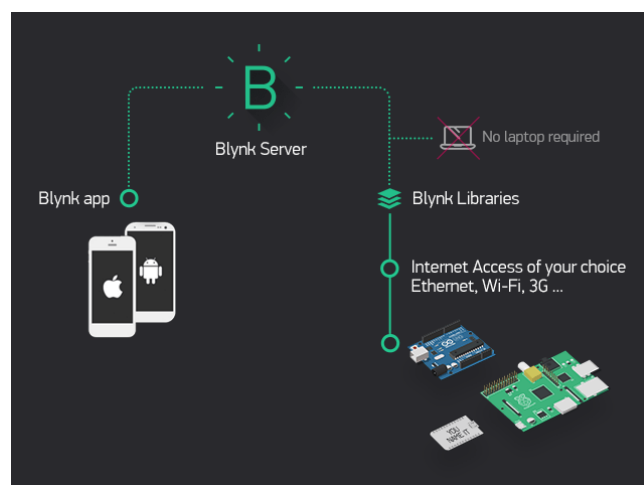 B
Blynk Server
No laptop required
Blynk app
Blynk Libraries
Internet Access of your choice
Ethernet, Wi-Fi, 3G ...
YOU
NAME IT